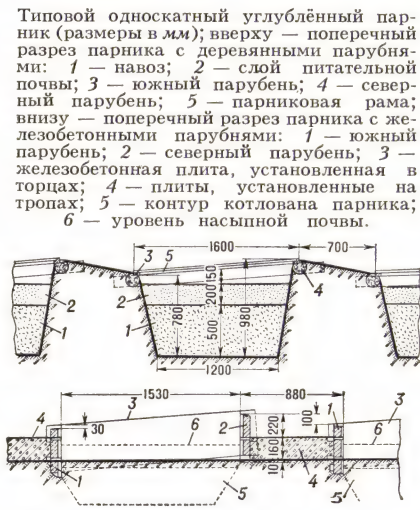 Типовой односкатный углублённый пар-
ник (размеры в мм); вверху — поперечный
разрез парника с деревянными парубня-
ми: 1 — навоз; 2 — слой питательной
почвы; 3 — южный парубень; 4 — север-
ный парубень; 5 — парниковая рама;
внизу — поперечный разрез парника с же-
лезобетонными парубнями: 1 — южный
парубень; 2 — северный парубень; 3 —
железобетонная плита, установленная в
торцах; 4 — плиты, установленные на
тропах; 5 — контур котлована парника;
6 — уровень насыпной почвы.
1600 700
3 5
2 2 200 150 4
1 1 780 500 980
1200
1530 880
4 3 30 2 220 100 1 3
6 160 6
1 5 10 4 5